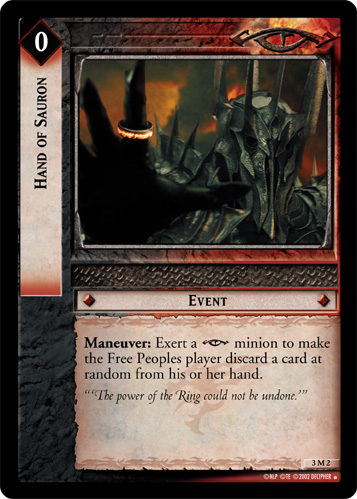 0
HAND OF SAURON
EVENT
Maneuver: Exert a minion to make
the Free Peoples player discard a card at
random from his or her hand.
“‘The power of the Ring could not be undone.’”
3 M 2
©NLP ©TE ©2002 DECIPHER